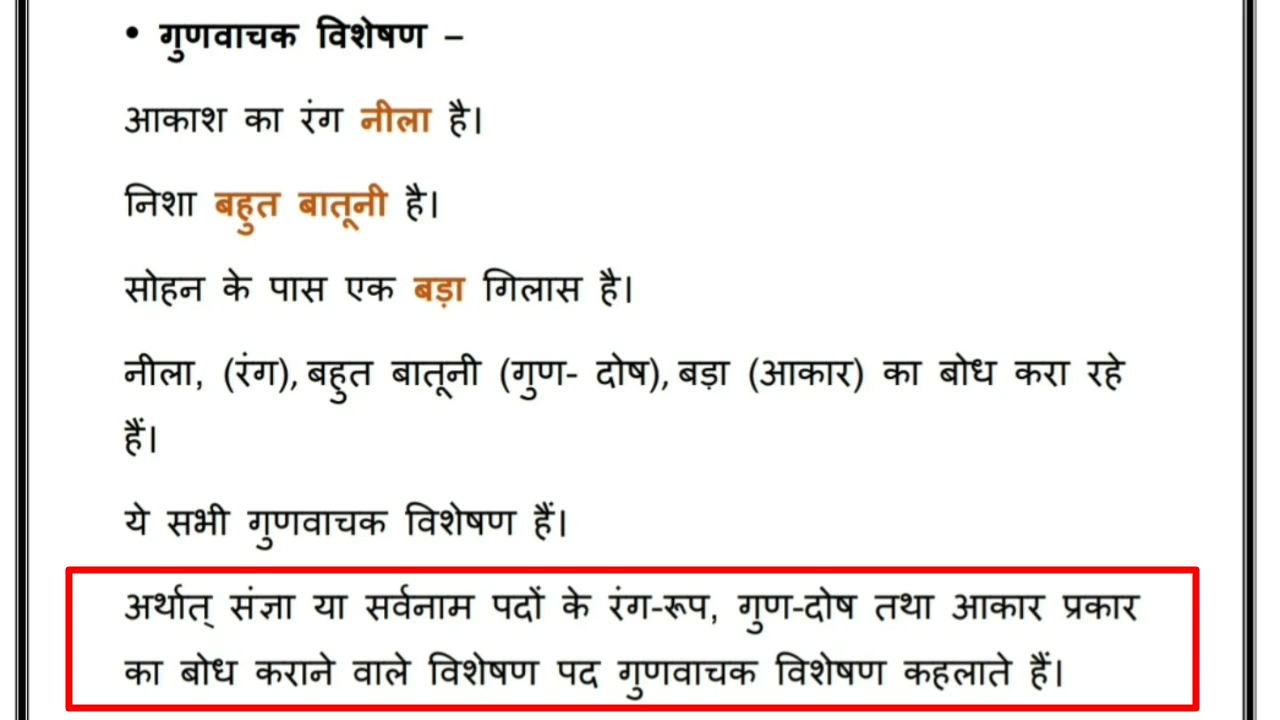 • गुणवाचक विशेषण –
आकाश का रंग नीला है।
निशा बहुत बातूनी है।
सोहन के पास एक बड़ा गिलास है।
नीला, (रंग), बहुत बातूनी (गुण- दोष), बड़ा (आकार) का बोध करा रहे
हैं।
ये सभी गुणवाचक विशेषण हैं।
अर्थात् संज्ञा या सर्वनाम पदों के रंग-रूप, गुण-दोष तथा आकार प्रकार
का बोध कराने वाले विशेषण पद गुणवाचक विशेषण कहलाते हैं।